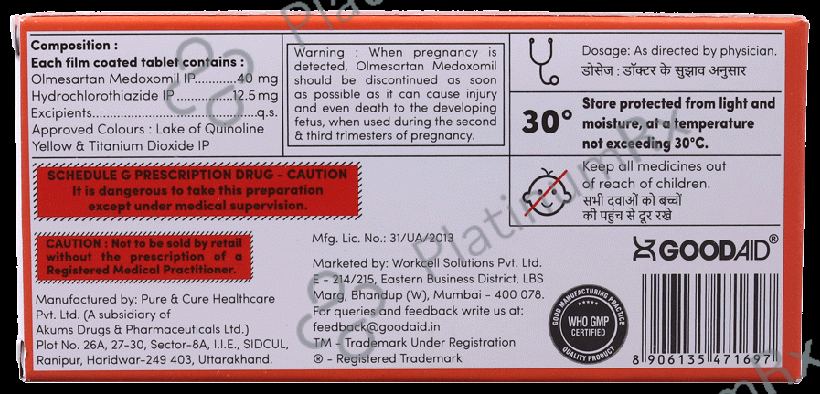 Composition :
Each film coated tablet contains :
Olmesartan Medoxomil IP...........40 mg
Hydrochlorothiazide IP...............12.5 mg
Excipients..........................................q.s.
Approved Colours : Lake of Quinoline
Yellow & Titanium Dioxide IP
Warning : When pregnancy is
detected, Olmesartan Medoxomil
should be discontinued as soon
as possible as it can cause injury
and even death to the developing
fetus, when used during the second
& third trimesters of pregnancy.
Dosage: As directed by physician.
डोसेज : डॉक्टर के सुझाव अनुसार
30°
Store protected from light and
moisture, at a temperature
not exceeding 30°C.
Keep all medicines out
of reach of children.
सभी दवाओं को बच्चों
की पहुंच से दूर रखे
SCHEDULE G PRESCRIPTION DRUG - CAUTION
It is dangerous to take this preparation
except under medical supervision.
CAUTION : Not to be sold by retail
without the prescription of a
Registered Medical Practitioner.
Manufactured by: Pure & Cure Healthcare
Pvt. Ltd. (A subsidiary of
Akums Drugs & Pharmaceuticals Ltd.)
Plot No. 26A, 27-30, Sector-8A, I.I.E., SIDCUL,
Ranipur, Haridwar-249 403, Uttarakhand.
Mfg. Lic. No.: 31/UA/2013
Marketed by: Workcell Solutions Pvt. Ltd.
E - 214/215, Eastern Business District, LBS
Marg, Bhandup (W), Mumbai - 400 078.
For queries and feedback write us at:
feedback@goodaid.in
TM - Trademark Under Registration
® - Registered Trademark
GOODAID®
GOOD MANUFACTURING PRACTICE
WHO GMP
CERTIFIED
QUALITY PRODUCT
8 906135 471697
PlatinumRx
PlatinumRx